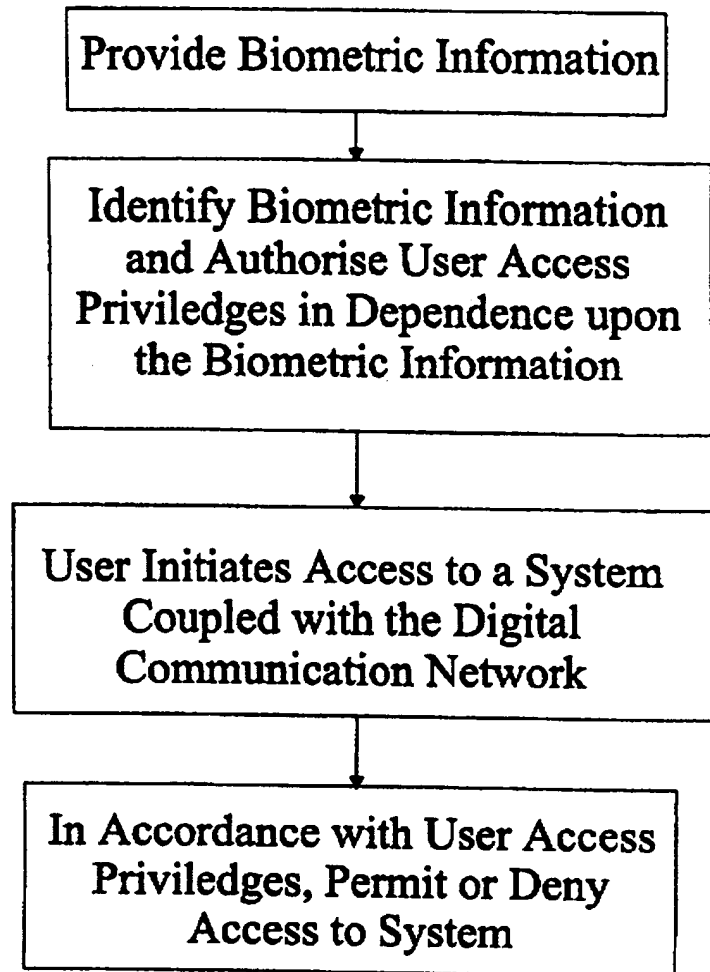 Provide Biometric Information
Identify Biometric Information
and Authorise User Access
Priviledges in Dependence upon
the Biometric Information
User Initiates Access to a System
Coupled with the Digital
Communication Network
In Accordance with User Access
Priviledges, Permit or Deny
Access to System